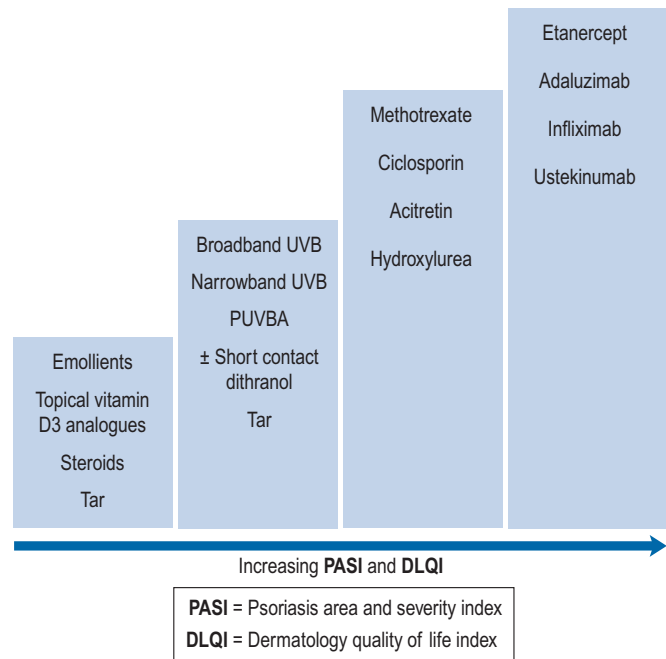 Emollients
Topical vitamin
D3 analogues
Steroids
Tar
Broadband UVB
Narrowband UVB
PUVBA
± Short contact
dithranol
Tar
Methotrexate
Ciclosporin
Acitretin
Hydroxylurea
Etanercept
Adaluzimab
Infliximab
Ustekinumab
Increasing PASI and DLQI
PASI = Psoriasis area and severity index
DLQI = Dermatology quality of life index